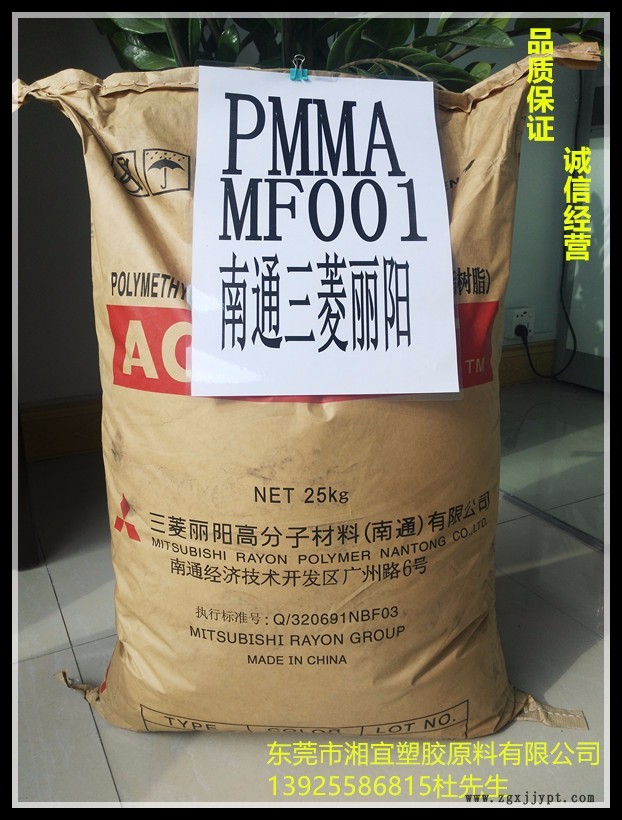 品质保证
诚信经营
PMMA
MF001
南通三菱丽阳
POLYMETHY
树脂)
AC
TM
NET 25kg
三菱丽阳高分子材料(南通)有限公司
MITSUBISHI RAYON POLYMER NANTONG CO.,LTD.
南通经济技术开发区广州路6号
执行标准号: Q/320691NBF03
MITSUBISHI RAYON GROUP
MADE IN CHINA
TYPE COLOR LOT NO.
东莞市湘宜塑胶原料有限公司
13925586815杜先生
www.zgxjjypt.com